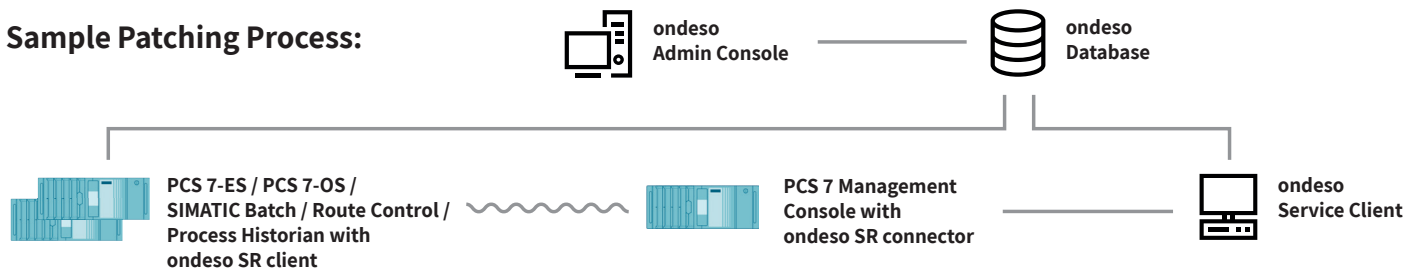 Sample Patching Process:
ondeso
Admin Console
ondeso
Database
PCS 7-ES / PCS 7-OS /
SIMATIC Batch / Route Control /
Process Historian with
ondeso SR client
PCS 7 Management
Console with
ondeso SR connector
ondeso
Service Client